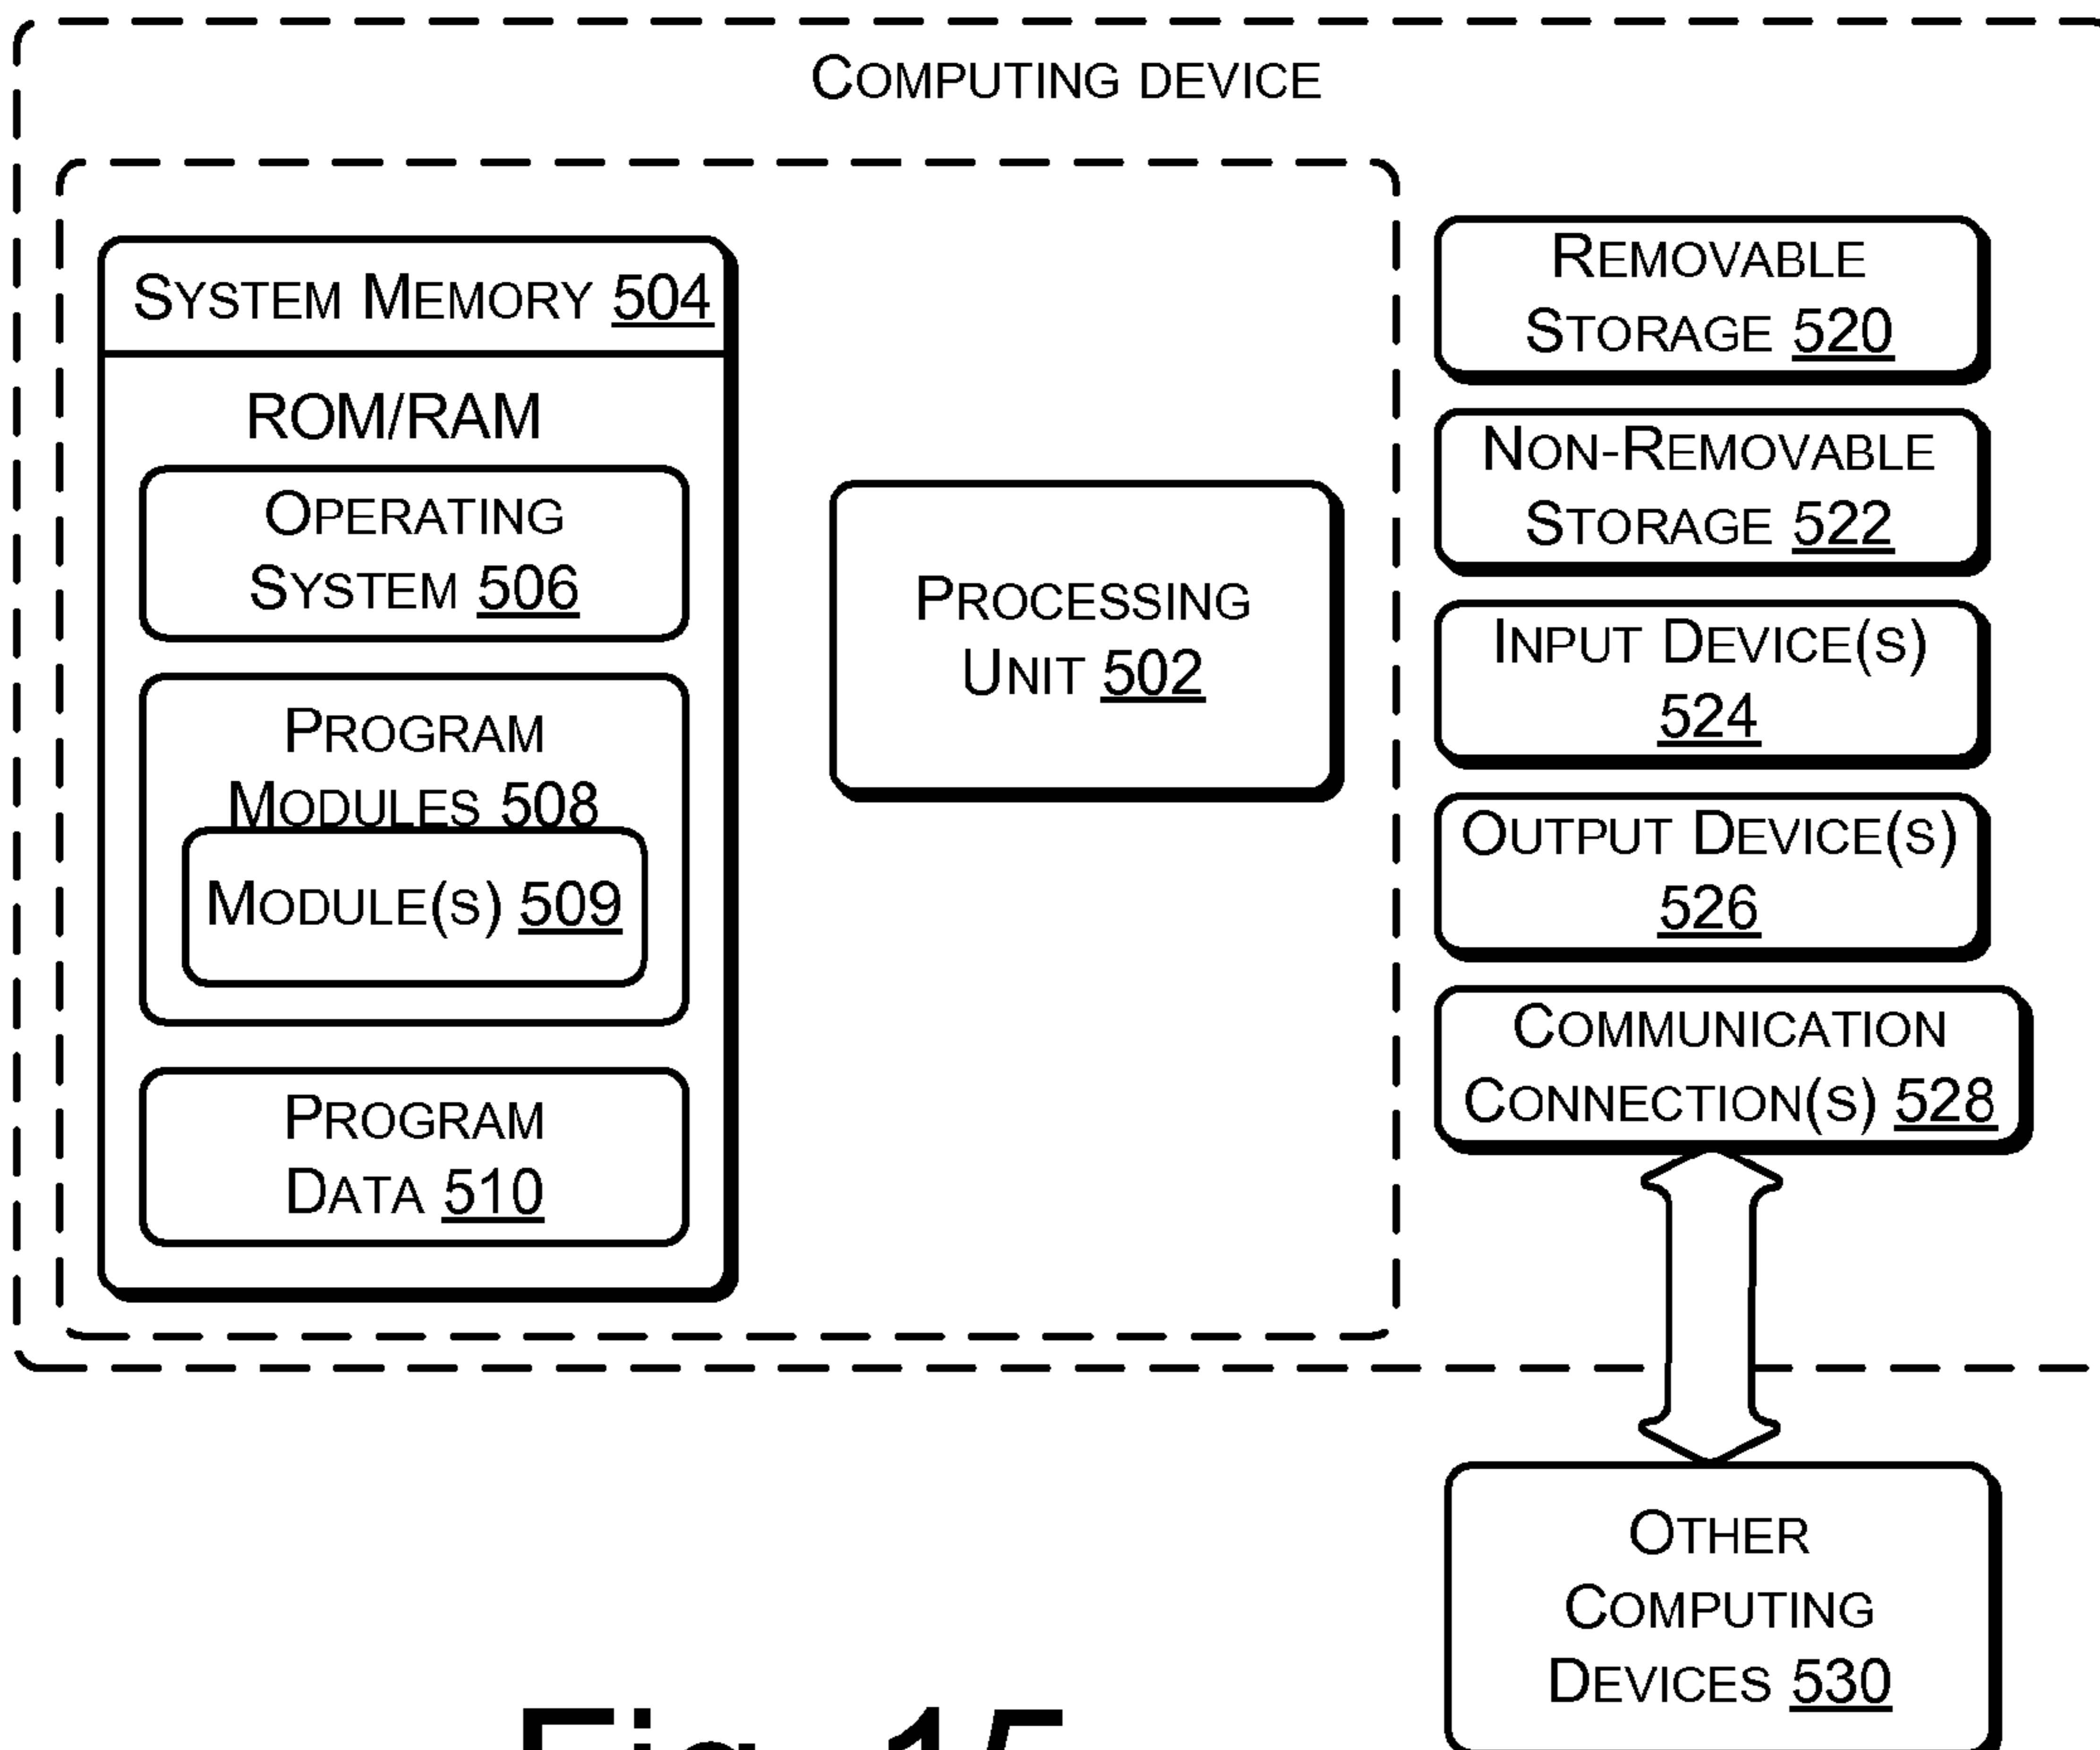 COMPUTING DEVICE
SYSTEM MEMORY 504
ROM/RAM
OPERATING
SYSTEM 506
PROGRAM
MODULES 508
MODULE(S) 509
PROGRAM
DATA 510
PROCESSING
UNIT 502
REMOVABLE
STORAGE 520
NON-REMOVABLE
STORAGE 522
INPUT DEVICE(S)
524
OUTPUT DEVICE(S)
526
COMMUNICATION
CONNECTION(S) 528
OTHER
COMPUTING
DEVICES 530
Fig. 15